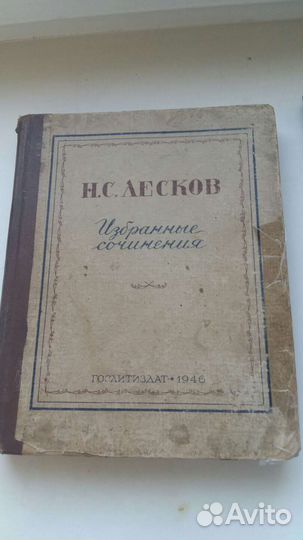 Н.С.ЛЕСКОВ
Избранные
сочинения
ГОСЛИТИЗДАТ • 1946
Avito